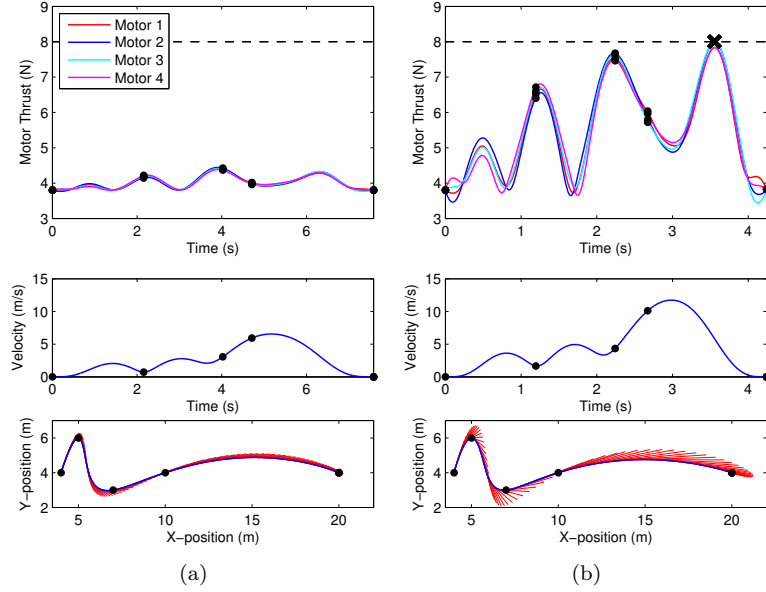 Motor Thrust (N)
9
8
7
6
5
4
3
Motor 1
Motor 2
Motor 3
Motor 4
0 2 4 6
Time (s)
Velocity (m/s)
15
10
5
0
0 2 4 6
Time (s)
Y-position (m)
6
4
2
5 10 15 20
X-position (m)
(a)
Motor Thrust (N)
9
8
7
6
5
4
3
0 1 2 3 4
Time (s)
Velocity (m/s)
15
10
5
0
0 1 2 3 4
Time (s)
Y-position (m)
6
4
2
5 10 15 20
X-position (m)
(b)